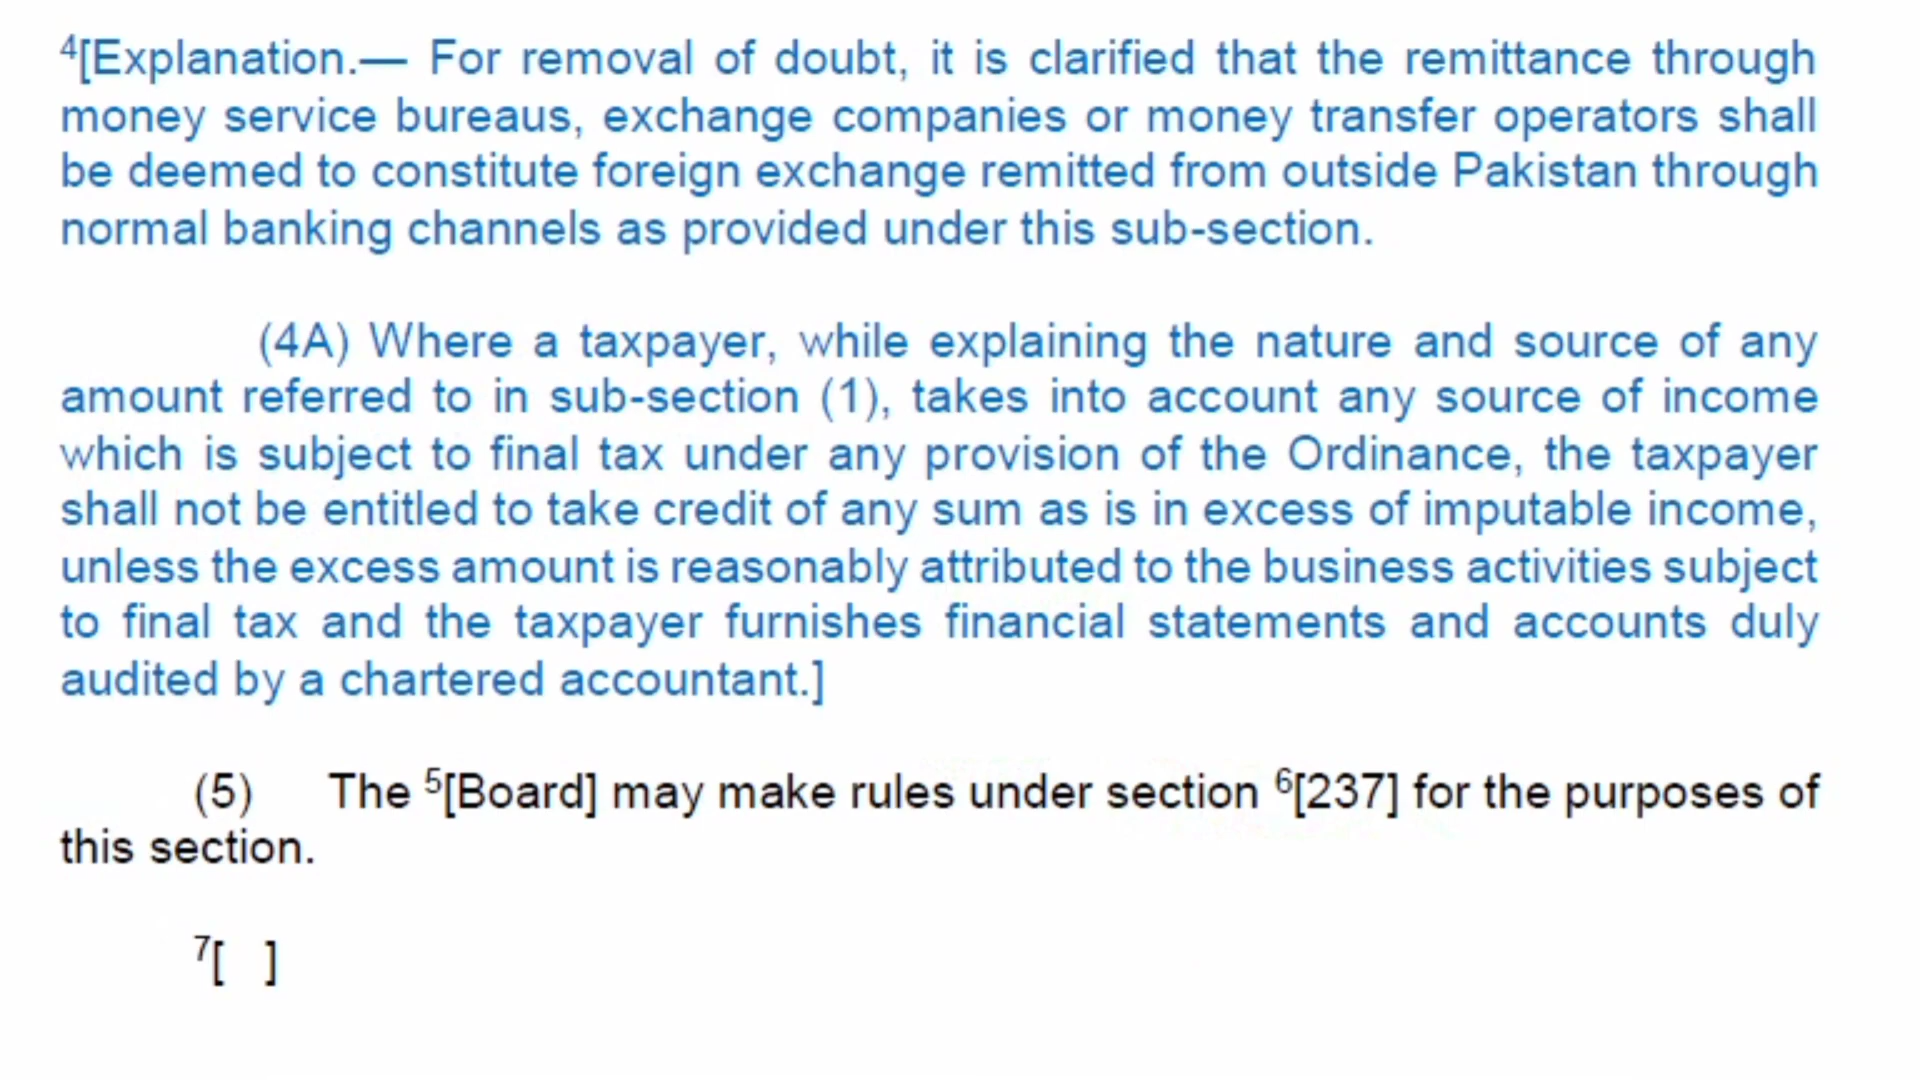 4[Explanation.— For removal of doubt, it is clarified that the remittance through
money service bureaus, exchange companies or money transfer operators shall
be deemed to constitute foreign exchange remitted from outside Pakistan through
normal banking channels as provided under this sub-section.
(4A) Where a taxpayer, while explaining the nature and source of any
amount referred to in sub-section (1), takes into account any source of income
which is subject to final tax under any provision of the Ordinance, the taxpayer
shall not be entitled to take credit of any sum as is in excess of imputable income,
unless the excess amount is reasonably attributed to the business activities subject
to final tax and the taxpayer furnishes financial statements and accounts duly
audited by a chartered accountant.]
(5) The 5[Board] may make rules under section 6[237] for the purposes of
this section.
7[ ]